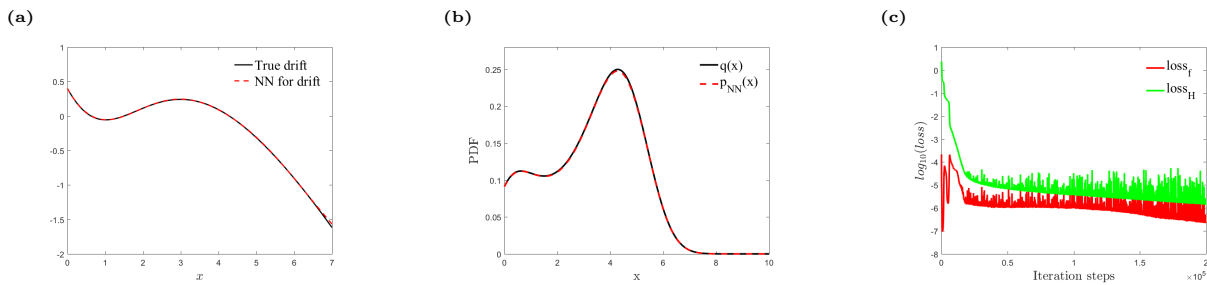 (a)
(b)
(c)
True drift
NN for drift
1
0.5
0
-0.5
-1
-1.5
-2
0 1 2 3 4 5 6 7
x
q(x)
p_NN(x)
PDF
0.25
0.20
0.15
0.1
0.05
0
0 2 4 6 8 10
x
loss_f
loss_H
log_10(loss)
1
0
-1
-2
-3
-4
-5
-6
-7
-8
0 0.5 1 1.5 2
×10^5
Iteration steps